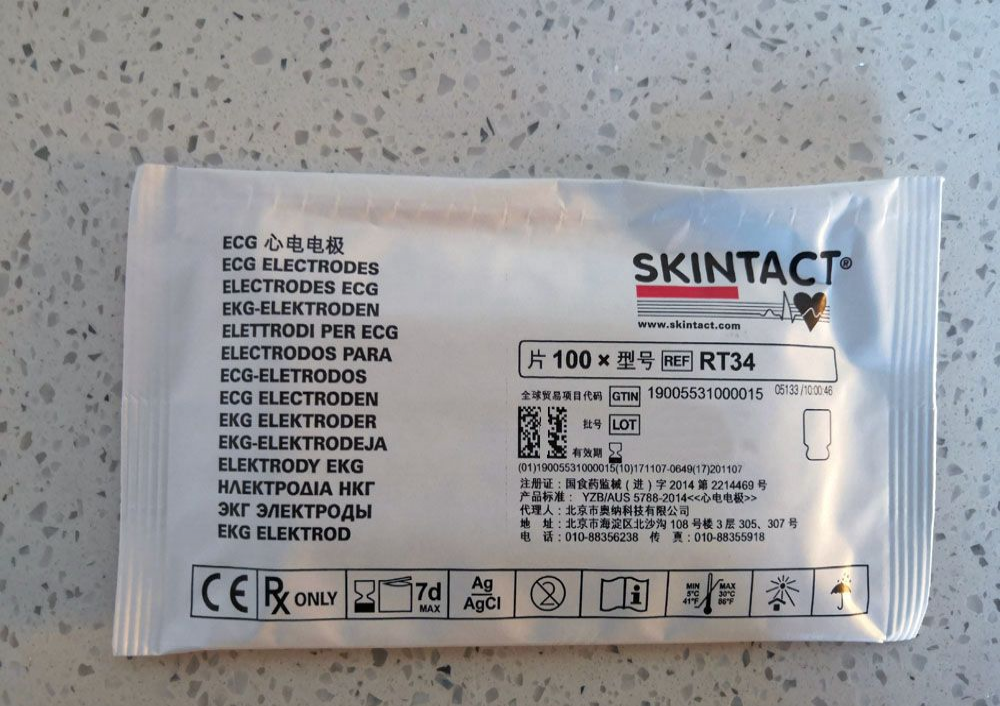 ECG 心电电极
ECG ELECTRODES
ELECTRODES ECG
EKG-ELEKTRODEN
ELETTRODI PER ECG
ELECTRODOS PARA
ECG-ELETRODOS
ECG ELECTRODEN
EKG ELEKTRODER
EKG-ELEKTRODEJA
ELEKTRODY EKG
ΗΛΕΚΤΡΟΔΙΑ ΗΚΓ
ЭКГ ЭЛЕКТРОДЫ
EKG ELEKTROD
SKINTACT®
www.skintact.com
片 100 × 型号 REF RT34
全球贸易项目代码 GTIN 19005531000015 05133 /10:00:46
批号 LOT
有效期
(01)19005531000015(10)171107-0649(17)201107
注册证：国食药监械（进）字 2014 第 2214469 号
产品标准： YZB/AUS 5788-2014<<心电电极>>
代理人：北京市奥纳科技有限公司
地 址：北京市海淀区北沙沟 108 号楼 3 层 305、307 号
电 话：010-88356238 传 真：010-88355918
CE
Rx ONLY
7d
MAX
Ag
AgCl
2
i
MIN MAX
5°C 30°C
41°F 86°F